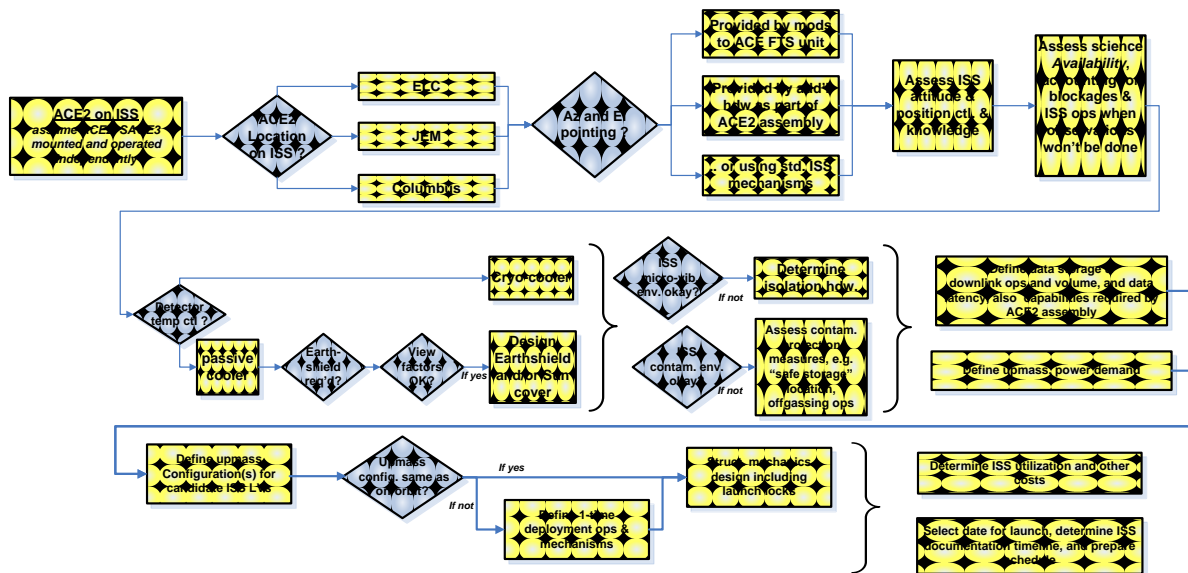 ACE2 on ISS
assume ACE2, SAGE3
mounted and operated
independently
ACE2
Location
on ISS ?
ELC
JEM
Columbus
Az and El
pointing ?
Provided by mods
to ACE FTS unit
Provided by add'l
hdw as part of
ACE2 assembly
.. or using std. ISS
mechanisms
Assess ISS
attitude &
position ctl. &
knowledge
Assess science
Availability,
accounting for
blockages &
ISS ops when
observations
won't be done
Detector
temp ctl ?
Cryo-cooler
passive
cooler
Earth-
shield
req'd?
View
factors
OK?
If yes
Design
Earthshield
and/or Sun
cover
ISS
micro-vib
env. okay?
If not
Determine
isolation hdw.
ISS
contam. env.
okay?
If not
Assess contam.
protection
measures, e.g.
“safe storage”
location,
offgassing ops
Define data storage
downlink ops and volume, and data
latency, also capabilities required by
ACE2 assembly
Define upmass, power demand
Define upmass
Configuration(s) for
candidate ISS LVs
Upmass
config. same as
on orbit?
If yes
If not
Define 1-time
deployment ops &
mechanisms
Struct. mechanics
design including
launch locks
Determine ISS utilization and other
costs
Select date for launch, determine ISS
documentation timeline, and prepare
schedule